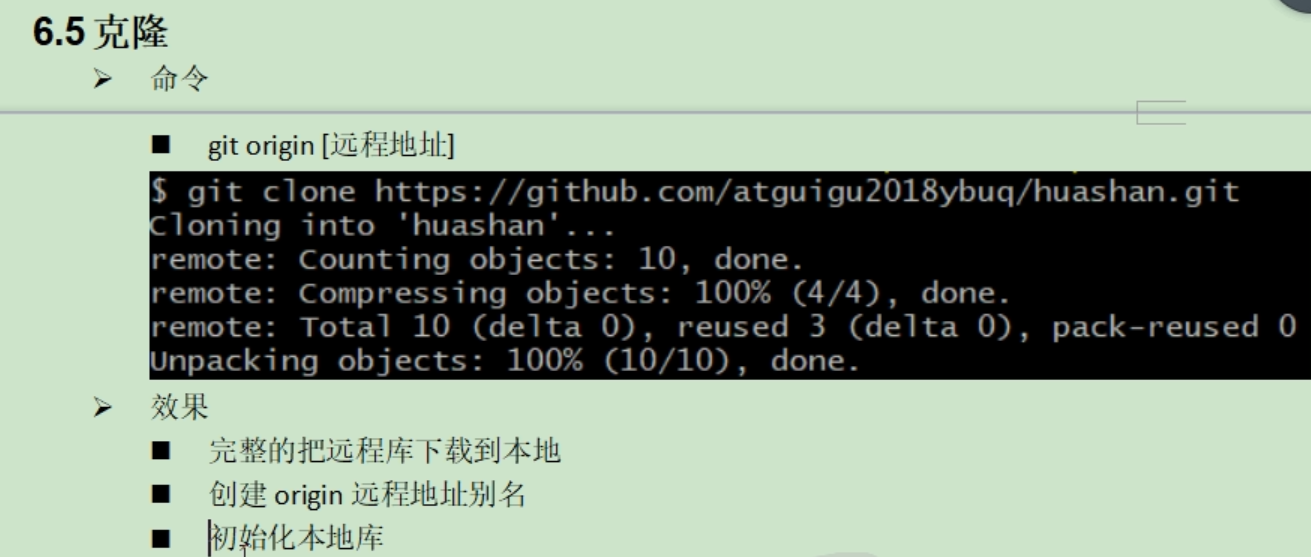 6.5 克隆
➢ 命令
■ git origin [远程地址]
$ git clone https://github.com/atguigu2018ybuq/huashan.git
Cloning into 'huashan'...
remote: Counting objects: 10, done.
remote: Compressing objects: 100% (4/4), done.
remote: Total 10 (delta 0), reused 3 (delta 0), pack-reused 0
Unpacking objects: 100% (10/10), done.
➢ 效果
■ 完整的把远程库下载到本地
■ 创建 origin 远程地址别名
■ 初始化本地库